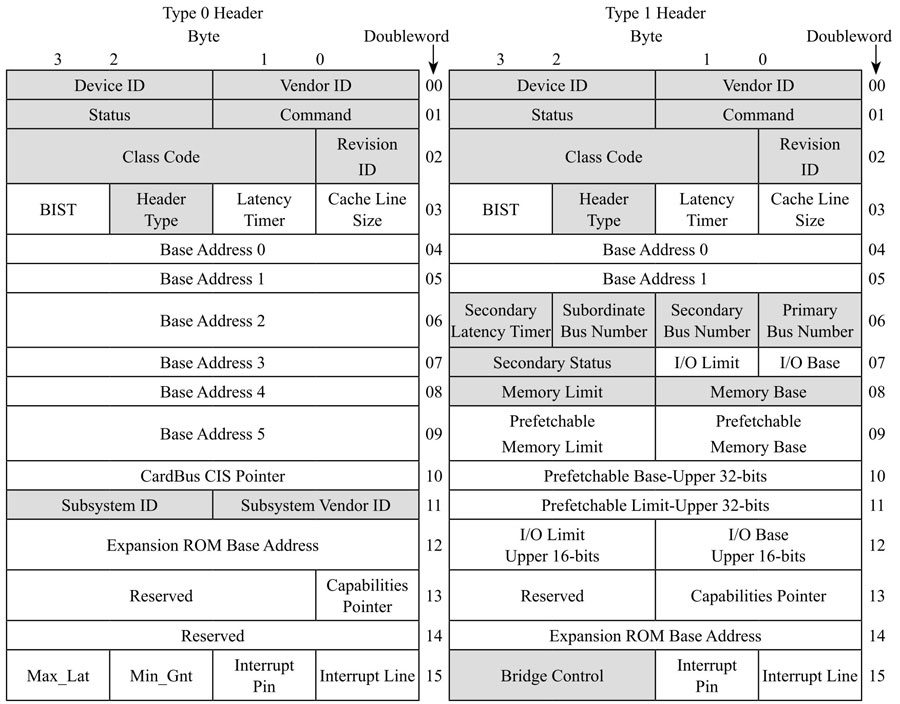 Type 0 Header
Type 1 Header
Byte
Doubleword
Byte
Doubleword
3 2 1 0
3 2 1 0
Device ID Vendor ID 00
Status Command 01
Class Code Revision ID 02
BIST Header Type Latency Timer Cache Line Size 03
Base Address 0 04
Base Address 1 05
Base Address 2 06
Base Address 3 07
Base Address 4 08
Base Address 5 09
CardBus CIS Pointer 10
Subsystem ID Subsystem Vendor ID 11
Expansion ROM Base Address 12
Reserved Capabilities Pointer 13
Reserved 14
Max_Lat Min_Gnt Interrupt Pin Interrupt Line 15
Device ID Vendor ID 00
Status Command 01
Class Code Revision ID 02
BIST Header Type Latency Timer Cache Line Size 03
Base Address 0 04
Base Address 1 05
Secondary Latency Timer Subordinate Bus Number Secondary Bus Number Primary Bus Number 06
Secondary Status I/O Limit I/O Base 07
Memory Limit Memory Base 08
Prefetchable Memory Limit Prefetchable Memory Base 09
Prefetchable Base-Upper 32-bits 10
Prefetchable Limit-Upper 32-bits 11
I/O Limit Upper 16-bits I/O Base Upper 16-bits 12
Reserved Capabilities Pointer 13
Expansion ROM Base Address 14
Bridge Control Interrupt Pin Interrupt Line 15